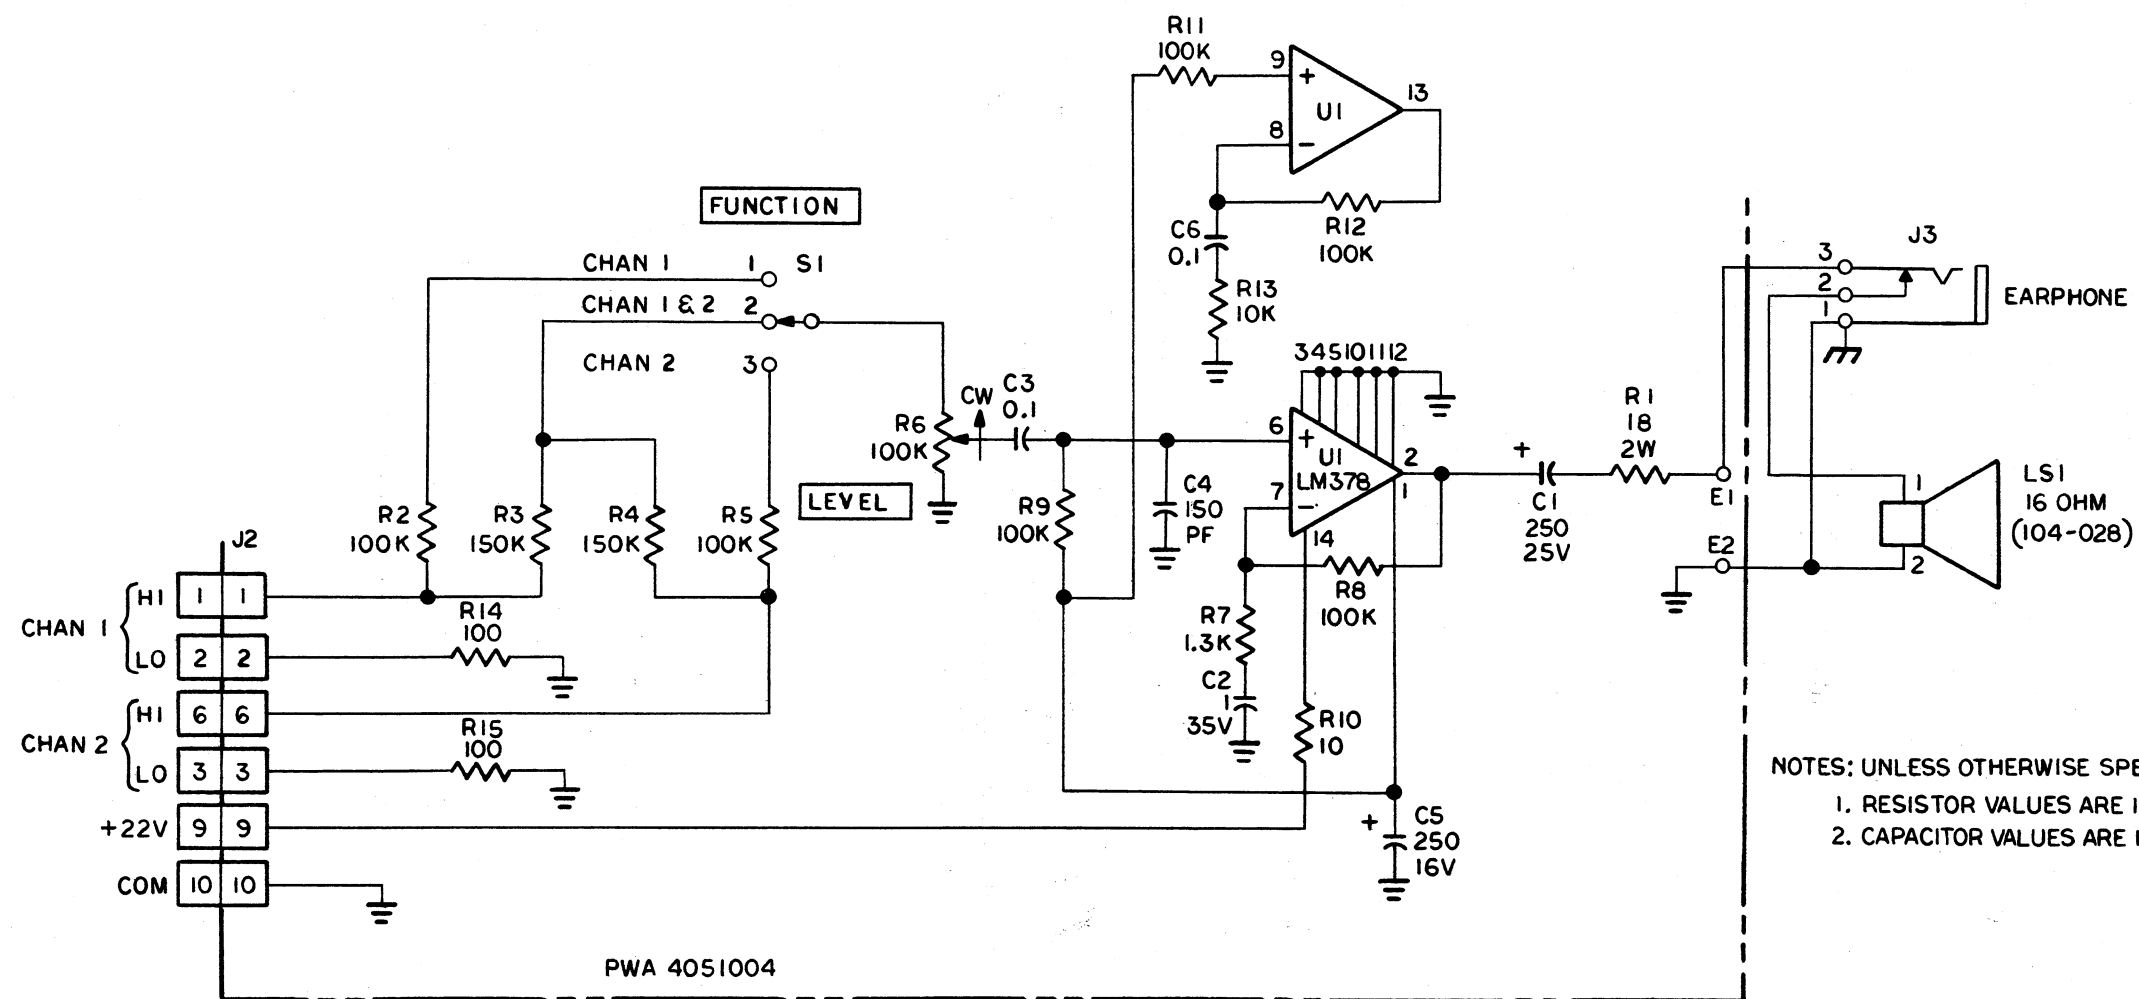 R11
100K
9
+
U1
13
8
−
R12
100K
C6
0.1
R13
10K
FUNCTION
CHAN 1 1 S1
CHAN 1 & 2 2
CHAN 2 3
R6
100K
CW
C3
0.1
LEVEL
R2
100K
R3
150K
R4
150K
R5
100K
R9
100K
C4
150
PF
3 4 5 10 11 12
6
+
U1
LM378
7
−
2
1
14
R8
100K
R7
1.3K
C2
1
35V
R10
10
+
C1
250
25V
R1
18
2W
E1
E2
J3
3
2
1
EARPHONE
LS1
16 OHM
(104-028)
1
2
J2
CHAN 1
HI 1 1
LO 2 2
R14
100
CHAN 2
HI 6 6
LO 3 3
R15
100
+22V 9 9
COM 10 10
+
C5
250
16V
NOTES: UNLESS OTHERWISE SPE
1. RESISTOR VALUES ARE I
2. CAPACITOR VALUES ARE I
PWA 4051004